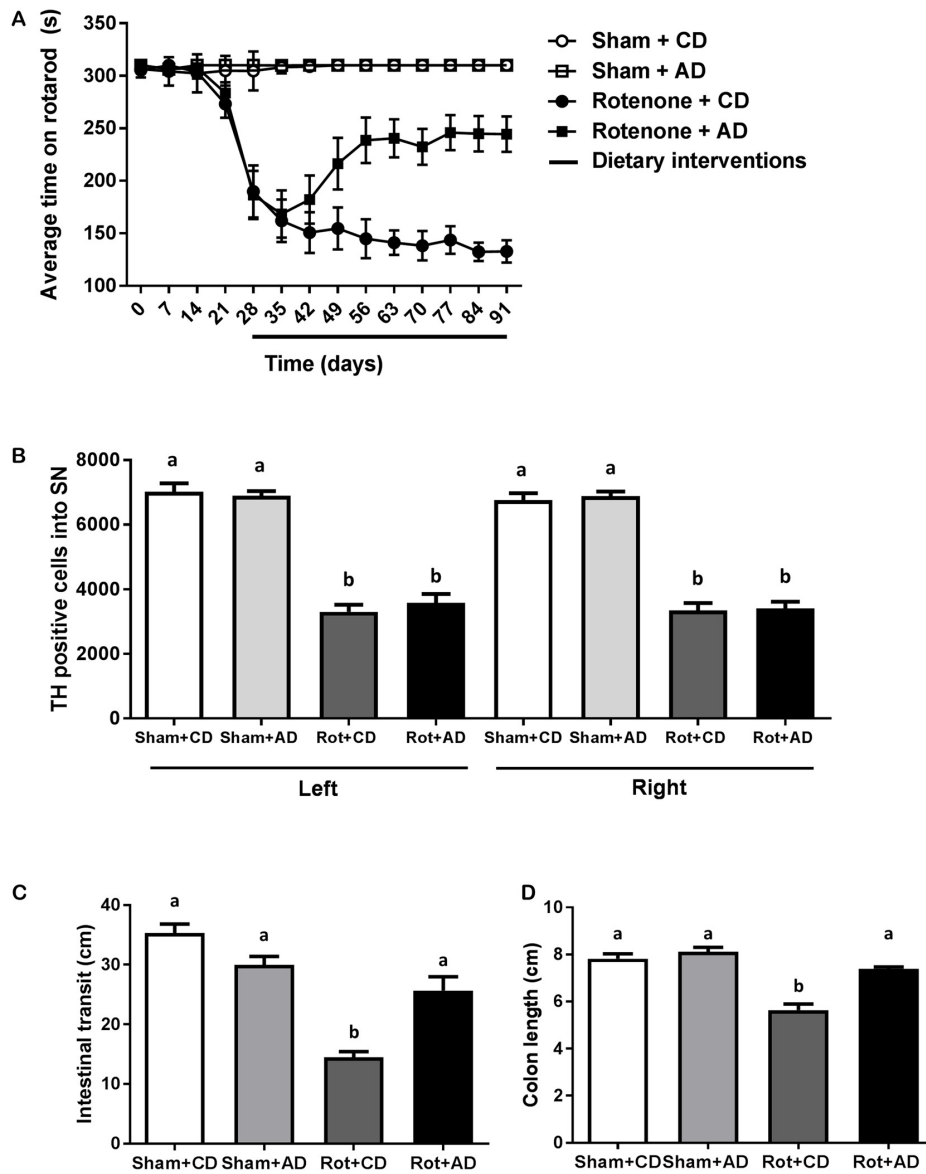 A
Average time on rotarod (s)
350
300
250
200
150
100
0 7 14 21 28 35 42 49 56 63 70 77 84 91
Time (days)
Sham + CD
Sham + AD
Rotenone + CD
Rotenone + AD
Dietary interventions
B
TH positive cells into SN
8000
6000
4000
2000
0
a a b b a a b b
Sham+CD Sham+AD Rot+CD Rot+AD Sham+CD Sham+AD Rot+CD Rot+AD
Left Right
C
Intestinal transit (cm)
40
30
20
10
0
a a b a
Sham+CD Sham+AD Rot+CD Rot+AD
D
Colon length (cm)
10
8
6
4
2
0
a a b a
Sham+CD Sham+AD Rot+CD Rot+AD